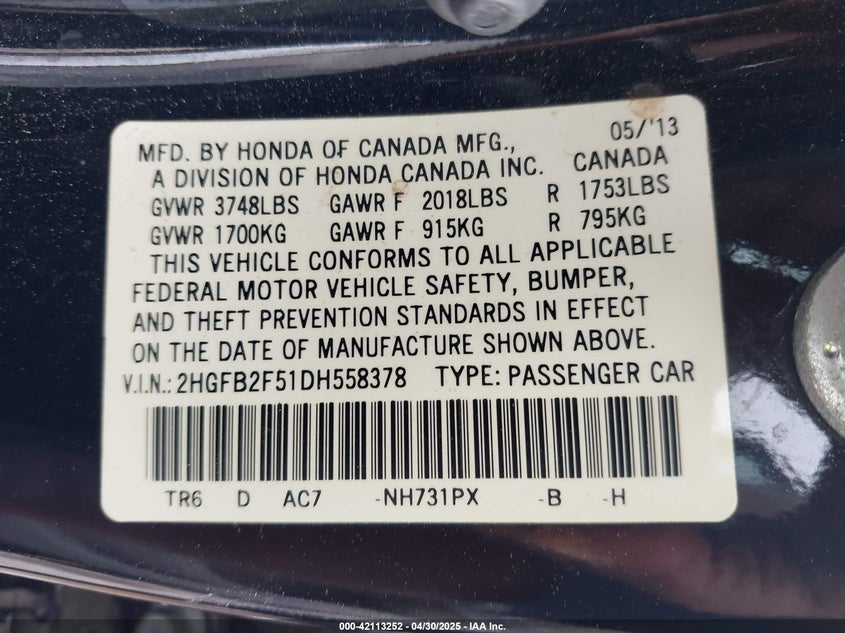 05/'13
MFD. BY HONDA OF CANADA MFG.,
A DIVISION OF HONDA CANADA INC. CANADA
GVWR 3748LBS GAWR F 2018LBS R 1753LBS
GVWR 1700KG GAWR F 915KG R 795KG
THIS VEHICLE CONFORMS TO ALL APPLICABLE
FEDERAL MOTOR VEHICLE SAFETY, BUMPER,
AND THEFT PREVENTION STANDARDS IN EFFECT
ON THE DATE OF MANUFACTURE SHOWN ABOVE.
V.I.N.: 2HGFB2F51DH558378 TYPE: PASSENGER CAR
TR6 D AC7 -NH731PX -B -H
000-42113252 - 04/30/2025 - IAA Inc.